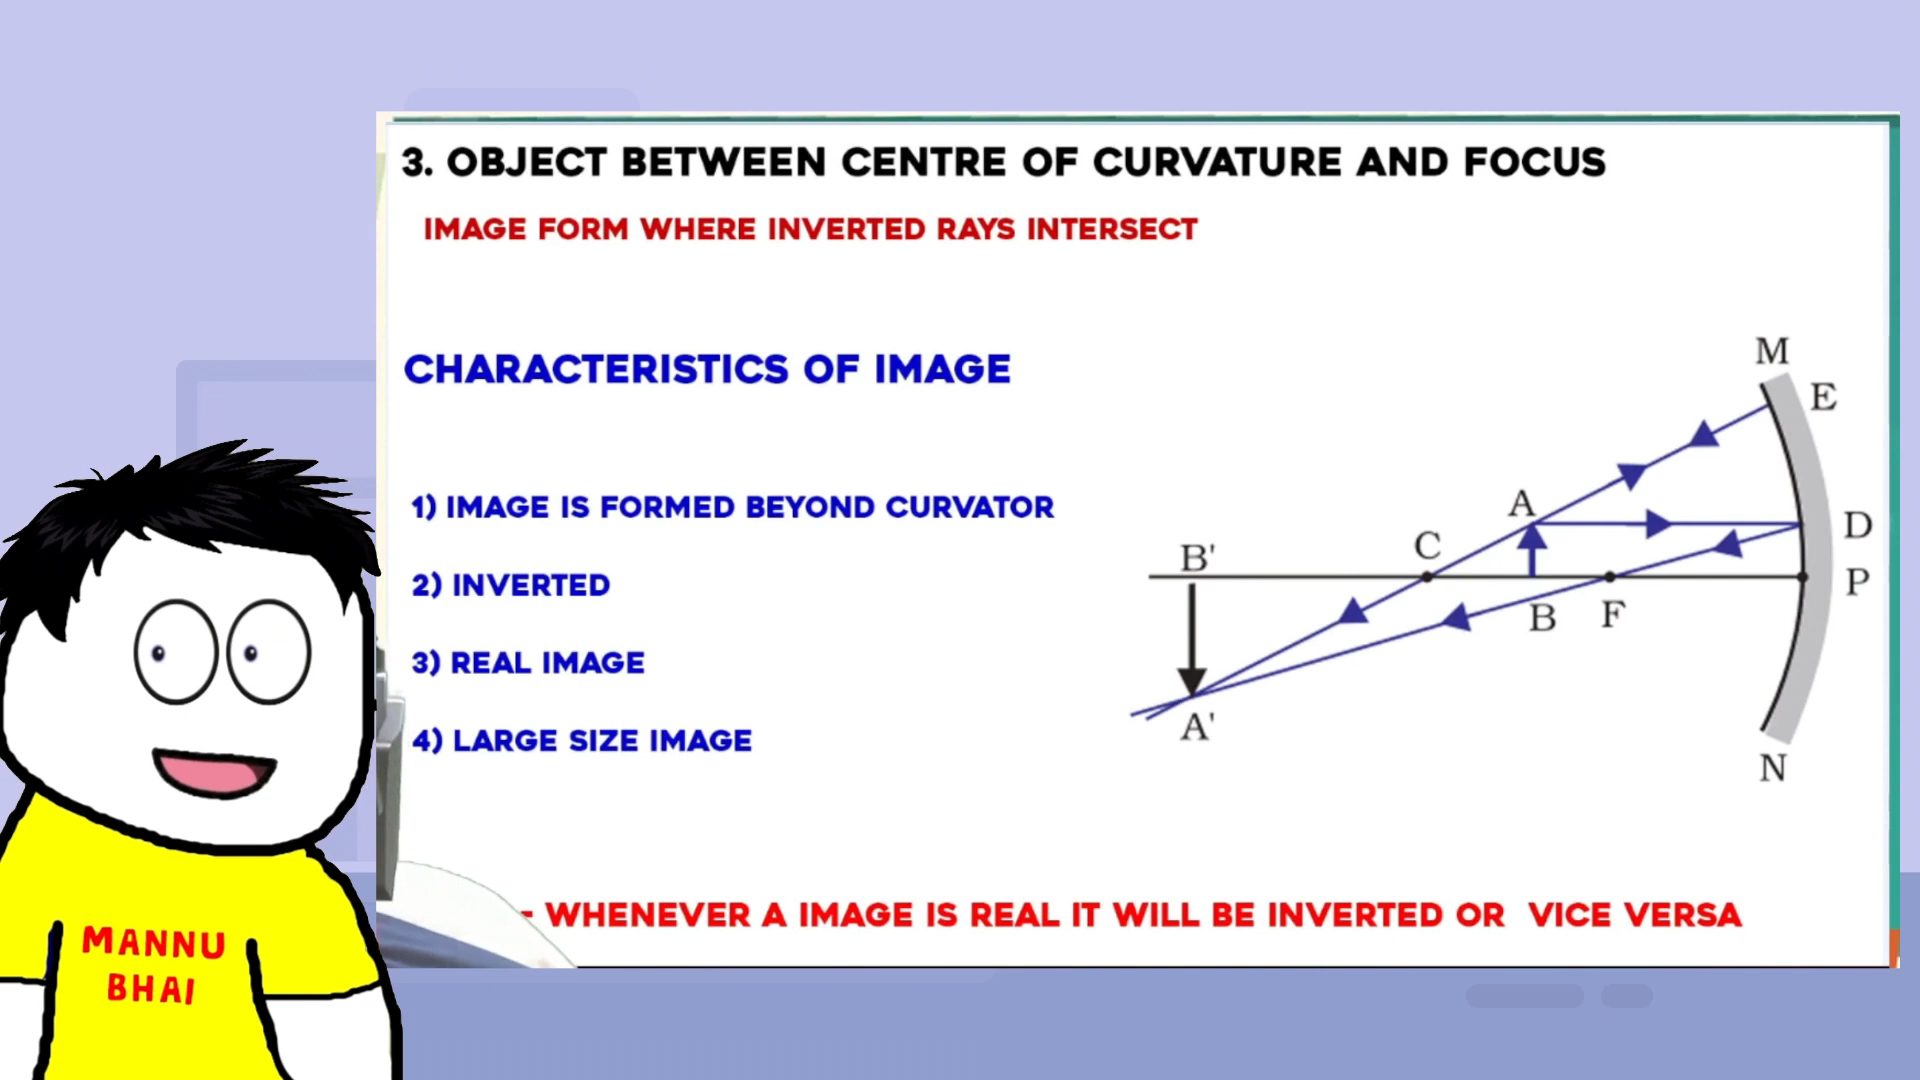 3. OBJECT BETWEEN CENTRE OF CURVATURE AND FOCUS
IMAGE FORM WHERE INVERTED RAYS INTERSECT
CHARACTERISTICS OF IMAGE
1) IMAGE IS FORMED BEYOND CURVATOR
2) INVERTED
3) REAL IMAGE
4) LARGE SIZE IMAGE
M
E
A
D
B'
C
P
B
F
A'
N
- WHENEVER A IMAGE IS REAL IT WILL BE INVERTED OR VICE VERSA
MANNU
BHAI